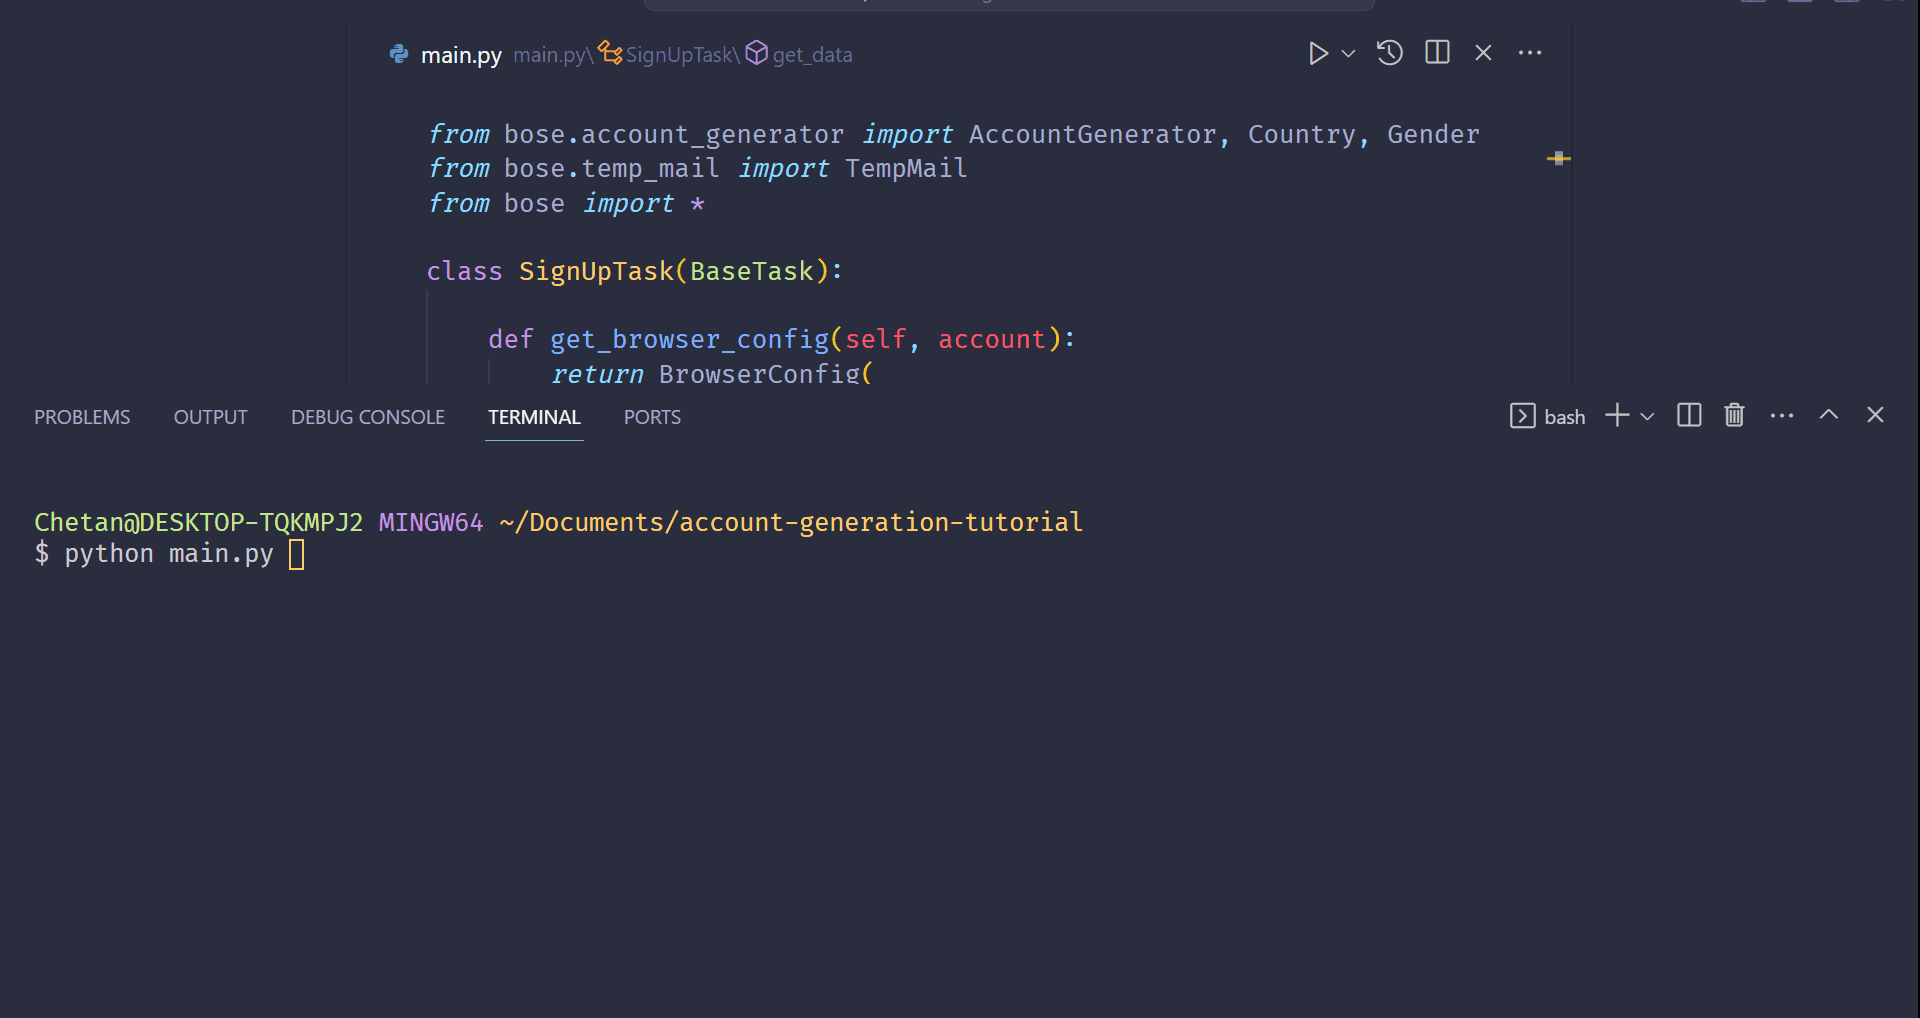 main.py main.py\SignUpTask\get_data
from bose.account_generator import AccountGenerator, Country, Gender
from bose.temp_mail import TempMail
from bose import *
class SignUpTask(BaseTask):
def get_browser_config(self, account):
return BrowserConfig(
PROBLEMS OUTPUT DEBUG CONSOLE TERMINAL PORTS bash
Chetan@DESKTOP-TQKMPJ2 MINGW64 ~/Documents/account-generation-tutorial
$ python main.py